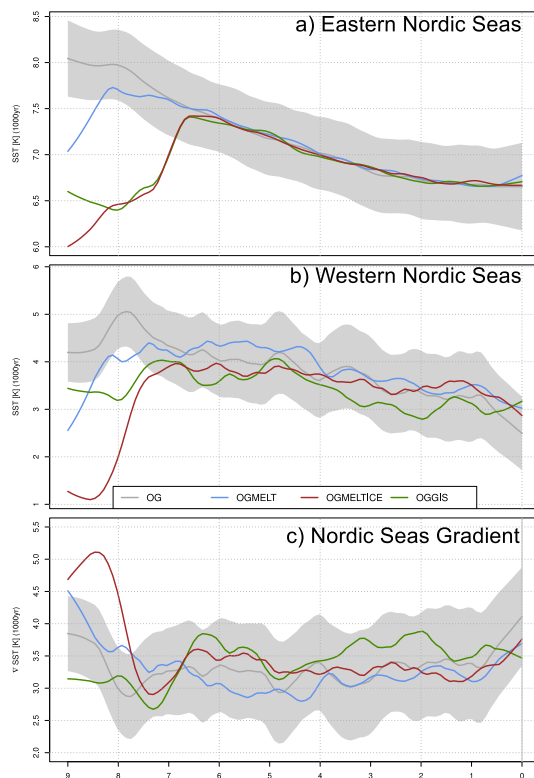 a) Eastern Nordic Seas
8.5
8.0
7.5
7.0
6.5
6.0
SST [K] (1000yr)
b) Western Nordic Seas
6
5
4
3
2
1
SST [K] (1000yr)
OG OGMELT OGMELTICE OGGIS
c) Nordic Seas Gradient
5.5
5.0
4.5
4.0
3.5
3.0
2.5
2.0
∇ SST [K] (1000yr)
9 8 7 6 5 4 3 2 1 0